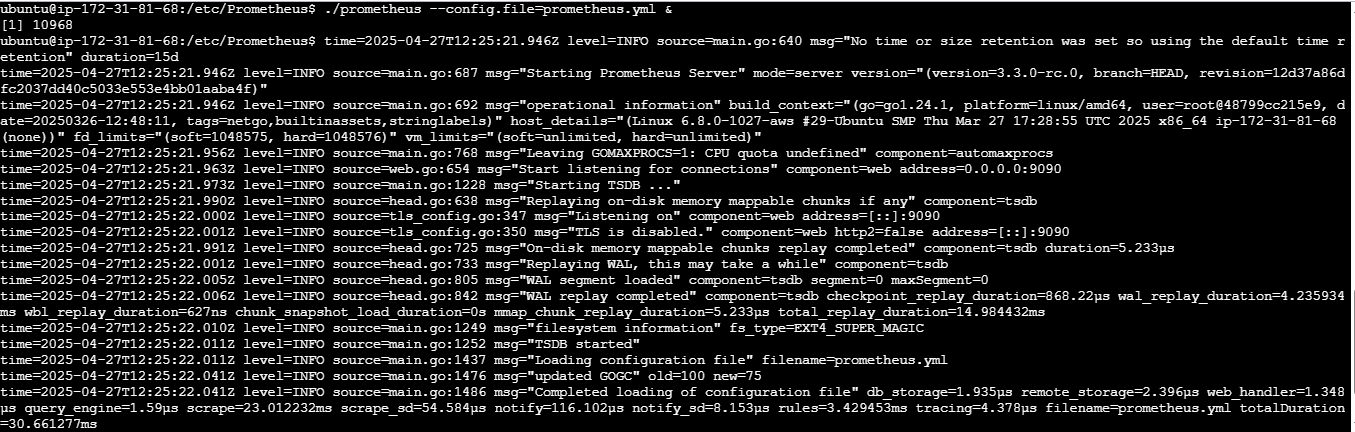 ubuntu@ip-172-31-81-68:/etc/Prometheus$ ./prometheus --config.file=prometheus.yml &
[1] 10968
ubuntu@ip-172-31-81-68:/etc/Prometheus$ time=2025-04-27T12:25:21.946Z level=INFO source=main.go:640 msg="No time or size retention was set so using the default time r
etention" duration=15d
time=2025-04-27T12:25:21.946Z level=INFO source=main.go:687 msg="Starting Prometheus Server" mode=server version="(version=3.3.0-rc.0, branch=HEAD, revision=12d37a86d
fc2037dd40c5033e553e4bb01aaba4f)"
time=2025-04-27T12:25:21.946Z level=INFO source=main.go:692 msg="operational information" build_context="(go=go1.24.1, platform=linux/amd64, user=root@48799cc215e9, d
ate=20250326-12:48:11, tags=netgo,builtinassets,stringlabels)" host_details="(Linux 6.8.0-1027-aws #29-Ubuntu SMP Thu Mar 27 17:28:55 UTC 2025 x86_64 ip-172-31-81-68
(none))" fd_limits="(soft=1048575, hard=1048576)" vm_limits="(soft=unlimited, hard=unlimited)"
time=2025-04-27T12:25:21.956Z level=INFO source=main.go:768 msg="Leaving GOMAXPROCS=1: CPU quota undefined" component=automaxprocs
time=2025-04-27T12:25:21.963Z level=INFO source=web.go:654 msg="Start listening for connections" component=web address=0.0.0.0:9090
time=2025-04-27T12:25:21.973Z level=INFO source=main.go:1228 msg="Starting TSDB ..."
time=2025-04-27T12:25:21.990Z level=INFO source=head.go:638 msg="Replaying on-disk memory mappable chunks if any" component=tsdb
time=2025-04-27T12:25:22.000Z level=INFO source=tls_config.go:347 msg="Listening on" component=web address=[::]:9090
time=2025-04-27T12:25:22.001Z level=INFO source=tls_config.go:350 msg="TLS is disabled." component=web http2=false address=[::]:9090
time=2025-04-27T12:25:21.991Z level=INFO source=head.go:725 msg="On-disk memory mappable chunks replay completed" component=tsdb duration=5.233µs
time=2025-04-27T12:25:22.001Z level=INFO source=head.go:733 msg="Replaying WAL, this may take a while" component=tsdb
time=2025-04-27T12:25:22.005Z level=INFO source=head.go:805 msg="WAL segment loaded" component=tsdb segment=0 maxSegment=0
time=2025-04-27T12:25:22.006Z level=INFO source=head.go:842 msg="WAL replay completed" component=tsdb checkpoint_replay_duration=868.22µs wal_replay_duration=4.235934
ms wbl_replay_duration=627ns chunk_snapshot_load_duration=0s mmap_chunk_replay_duration=5.233µs total_replay_duration=14.984432ms
time=2025-04-27T12:25:22.010Z level=INFO source=main.go:1249 msg="filesystem information" fs_type=EXT4_SUPER_MAGIC
time=2025-04-27T12:25:22.011Z level=INFO source=main.go:1252 msg="TSDB started"
time=2025-04-27T12:25:22.011Z level=INFO source=main.go:1437 msg="Loading configuration file" filename=prometheus.yml
time=2025-04-27T12:25:22.041Z level=INFO source=main.go:1476 msg="updated GOGC" old=100 new=75
time=2025-04-27T12:25:22.041Z level=INFO source=main.go:1486 msg="Completed loading of configuration file" db_storage=1.935µs remote_storage=2.396µs web_handler=1.348
µs query_engine=1.59µs scrape=23.012232ms scrape_sd=54.584µs notify=116.102µs notify_sd=8.153µs rules=3.429453ms tracing=4.378µs filename=prometheus.yml totalDuration
=30.661277ms